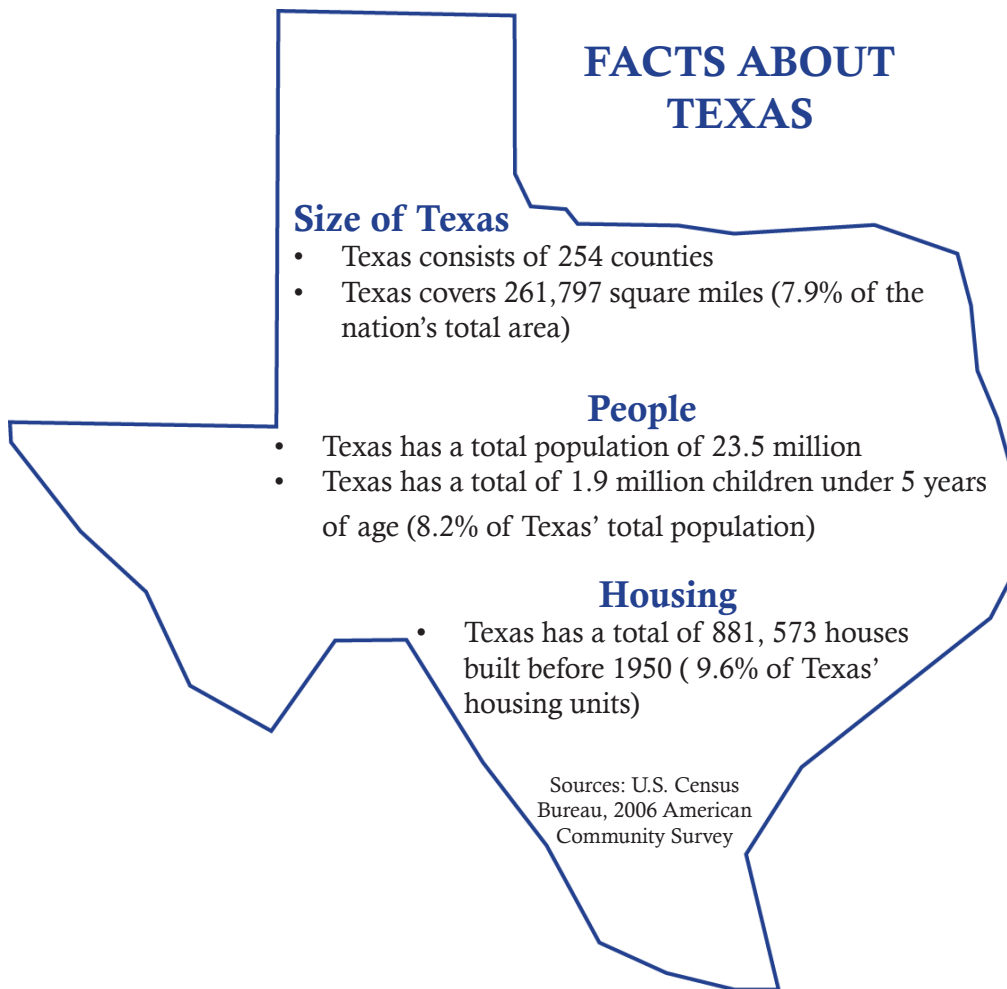 FACTS ABOUT
TEXAS
Size of Texas
• Texas consists of 254 counties
• Texas covers 261,797 square miles (7.9% of the
nation’s total area)
People
• Texas has a total population of 23.5 million
• Texas has a total of 1.9 million children under 5 years
of age (8.2% of Texas’ total population)
Housing
• Texas has a total of 881, 573 houses
built before 1950 ( 9.6% of Texas’
housing units)
Sources: U.S. Census
Bureau, 2006 American
Community Survey